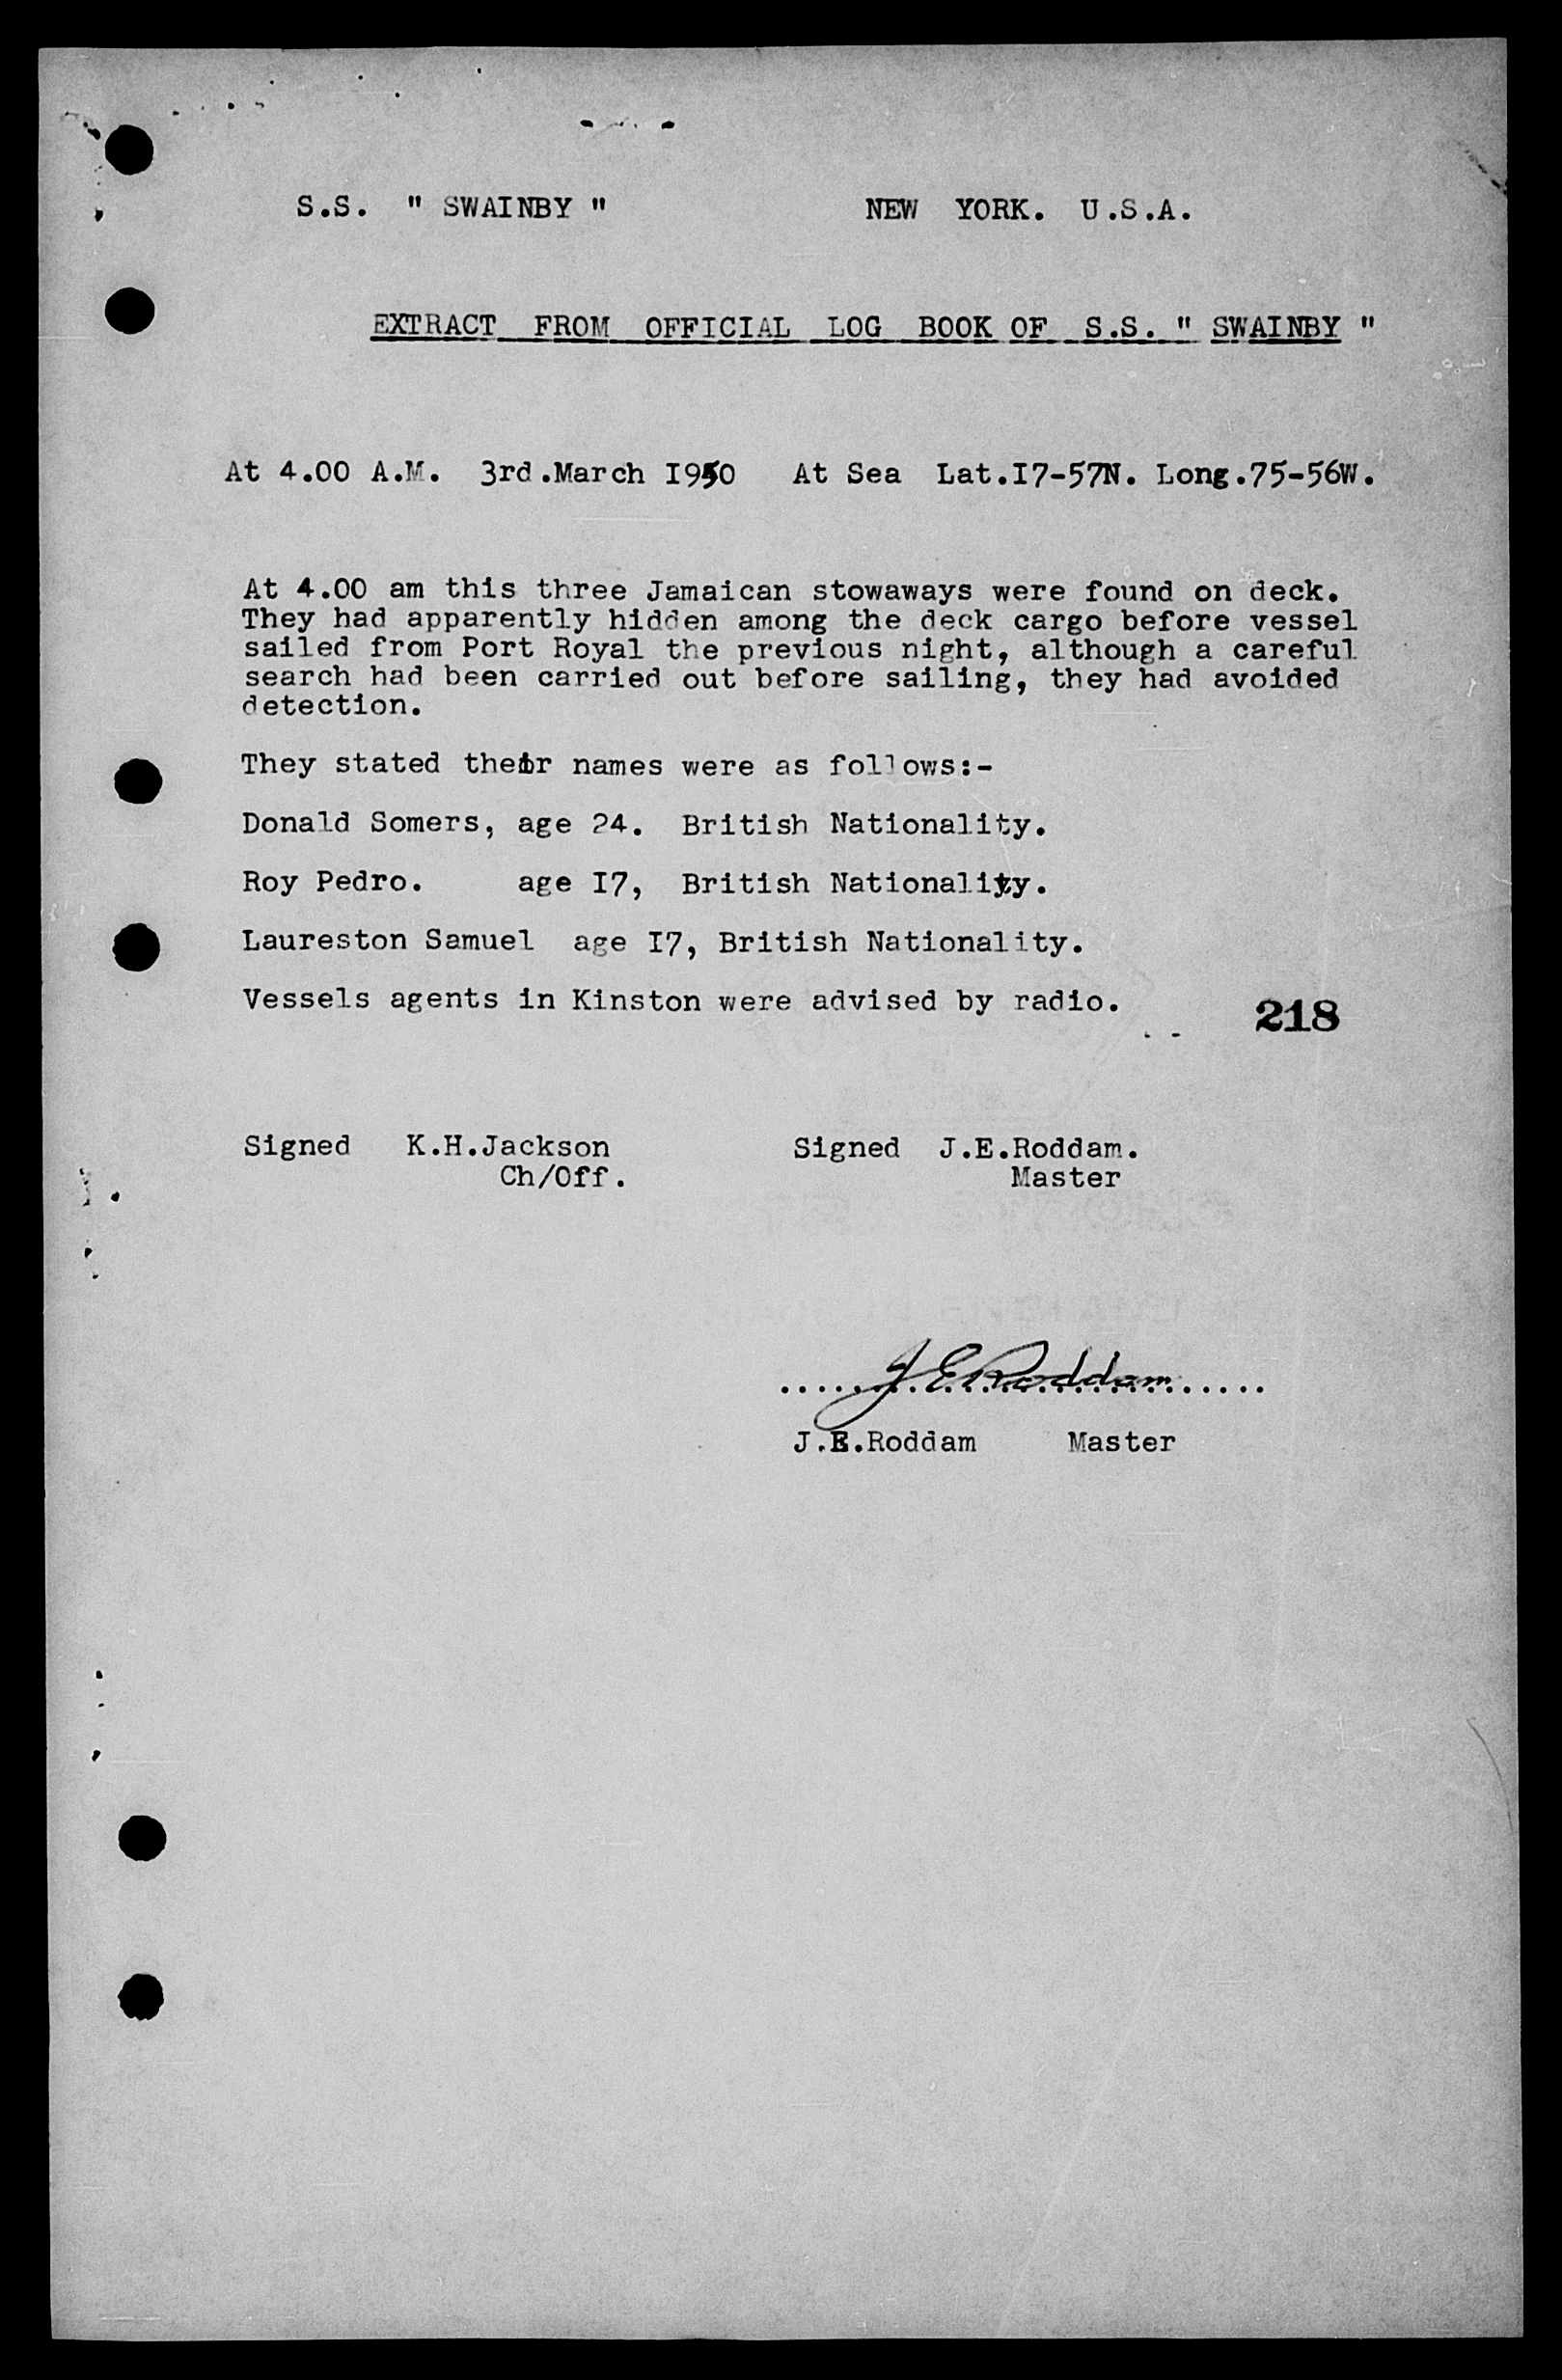 S.S. " SWAINBY " NEW YORK. U.S.A.
EXTRACT FROM OFFICIAL LOG BOOK OF S.S. " SWAINBY "
At 4.00 A.M. 3rd.March I950 At Sea Lat.I7-57N. Long.75-56W.
At 4.00 am this three Jamaican stowaways were found on deck.
They had apparently hidden among the deck cargo before vessel
sailed from Port Royal the previous night, although a careful
search had been carried out before sailing, they had avoided
detection.
They stated their names were as follows:-
Donald Somers, age 24. British Nationality.
Roy Pedro. age I7, British Nationality.
Laureston Samuel age I7, British Nationality.
Vessels agents in Kinston were advised by radio.
218
Signed K.H.Jackson Signed J.E.Roddam.
Ch/Off. Master
J E Roddam
J.E.Roddam Master